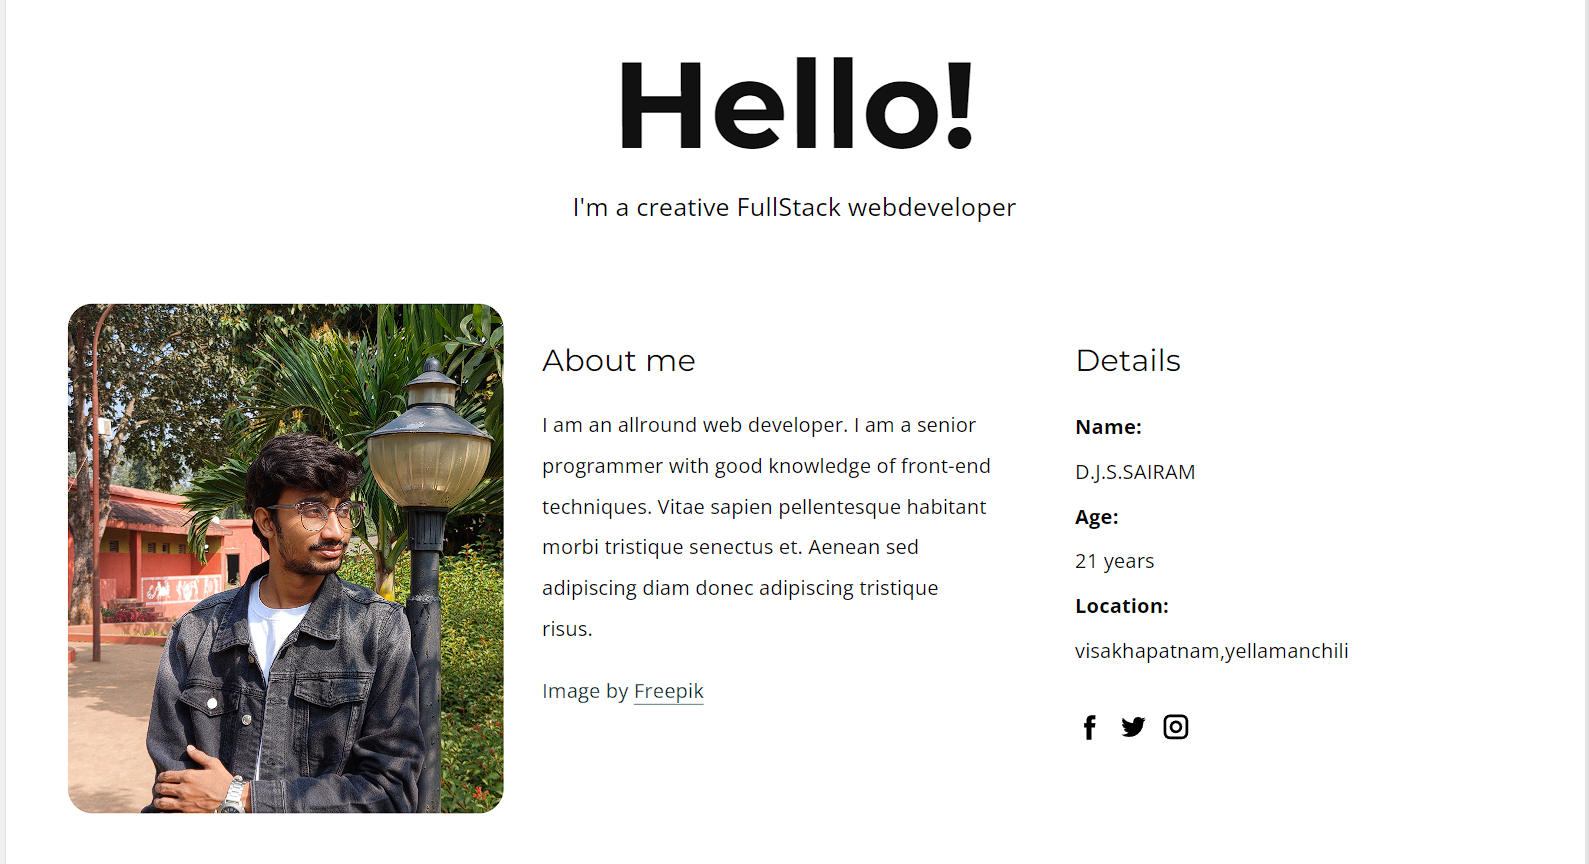 Hello!
I'm a creative FullStack webdeveloper
About me
I am an allround web developer. I am a senior
programmer with good knowledge of front-end
techniques. Vitae sapien pellentesque habitant
morbi tristique senectus et. Aenean sed
adipiscing diam donec adipiscing tristique
risus.
Image by Freepik
Details
Name:
D.J.S.SAIRAM
Age:
21 years
Location:
visakhapatnam,yellamanchili